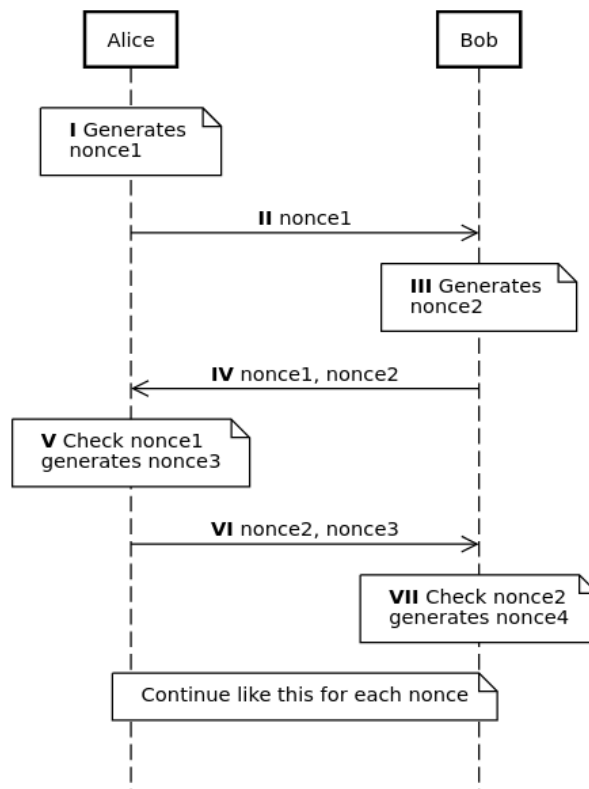 Alice
Bob
I Generates
nonce1
II nonce1
III Generates
nonce2
IV nonce1, nonce2
V Check nonce1
generates nonce3
VI nonce2, nonce3
VII Check nonce2
generates nonce4
Continue like this for each nonce